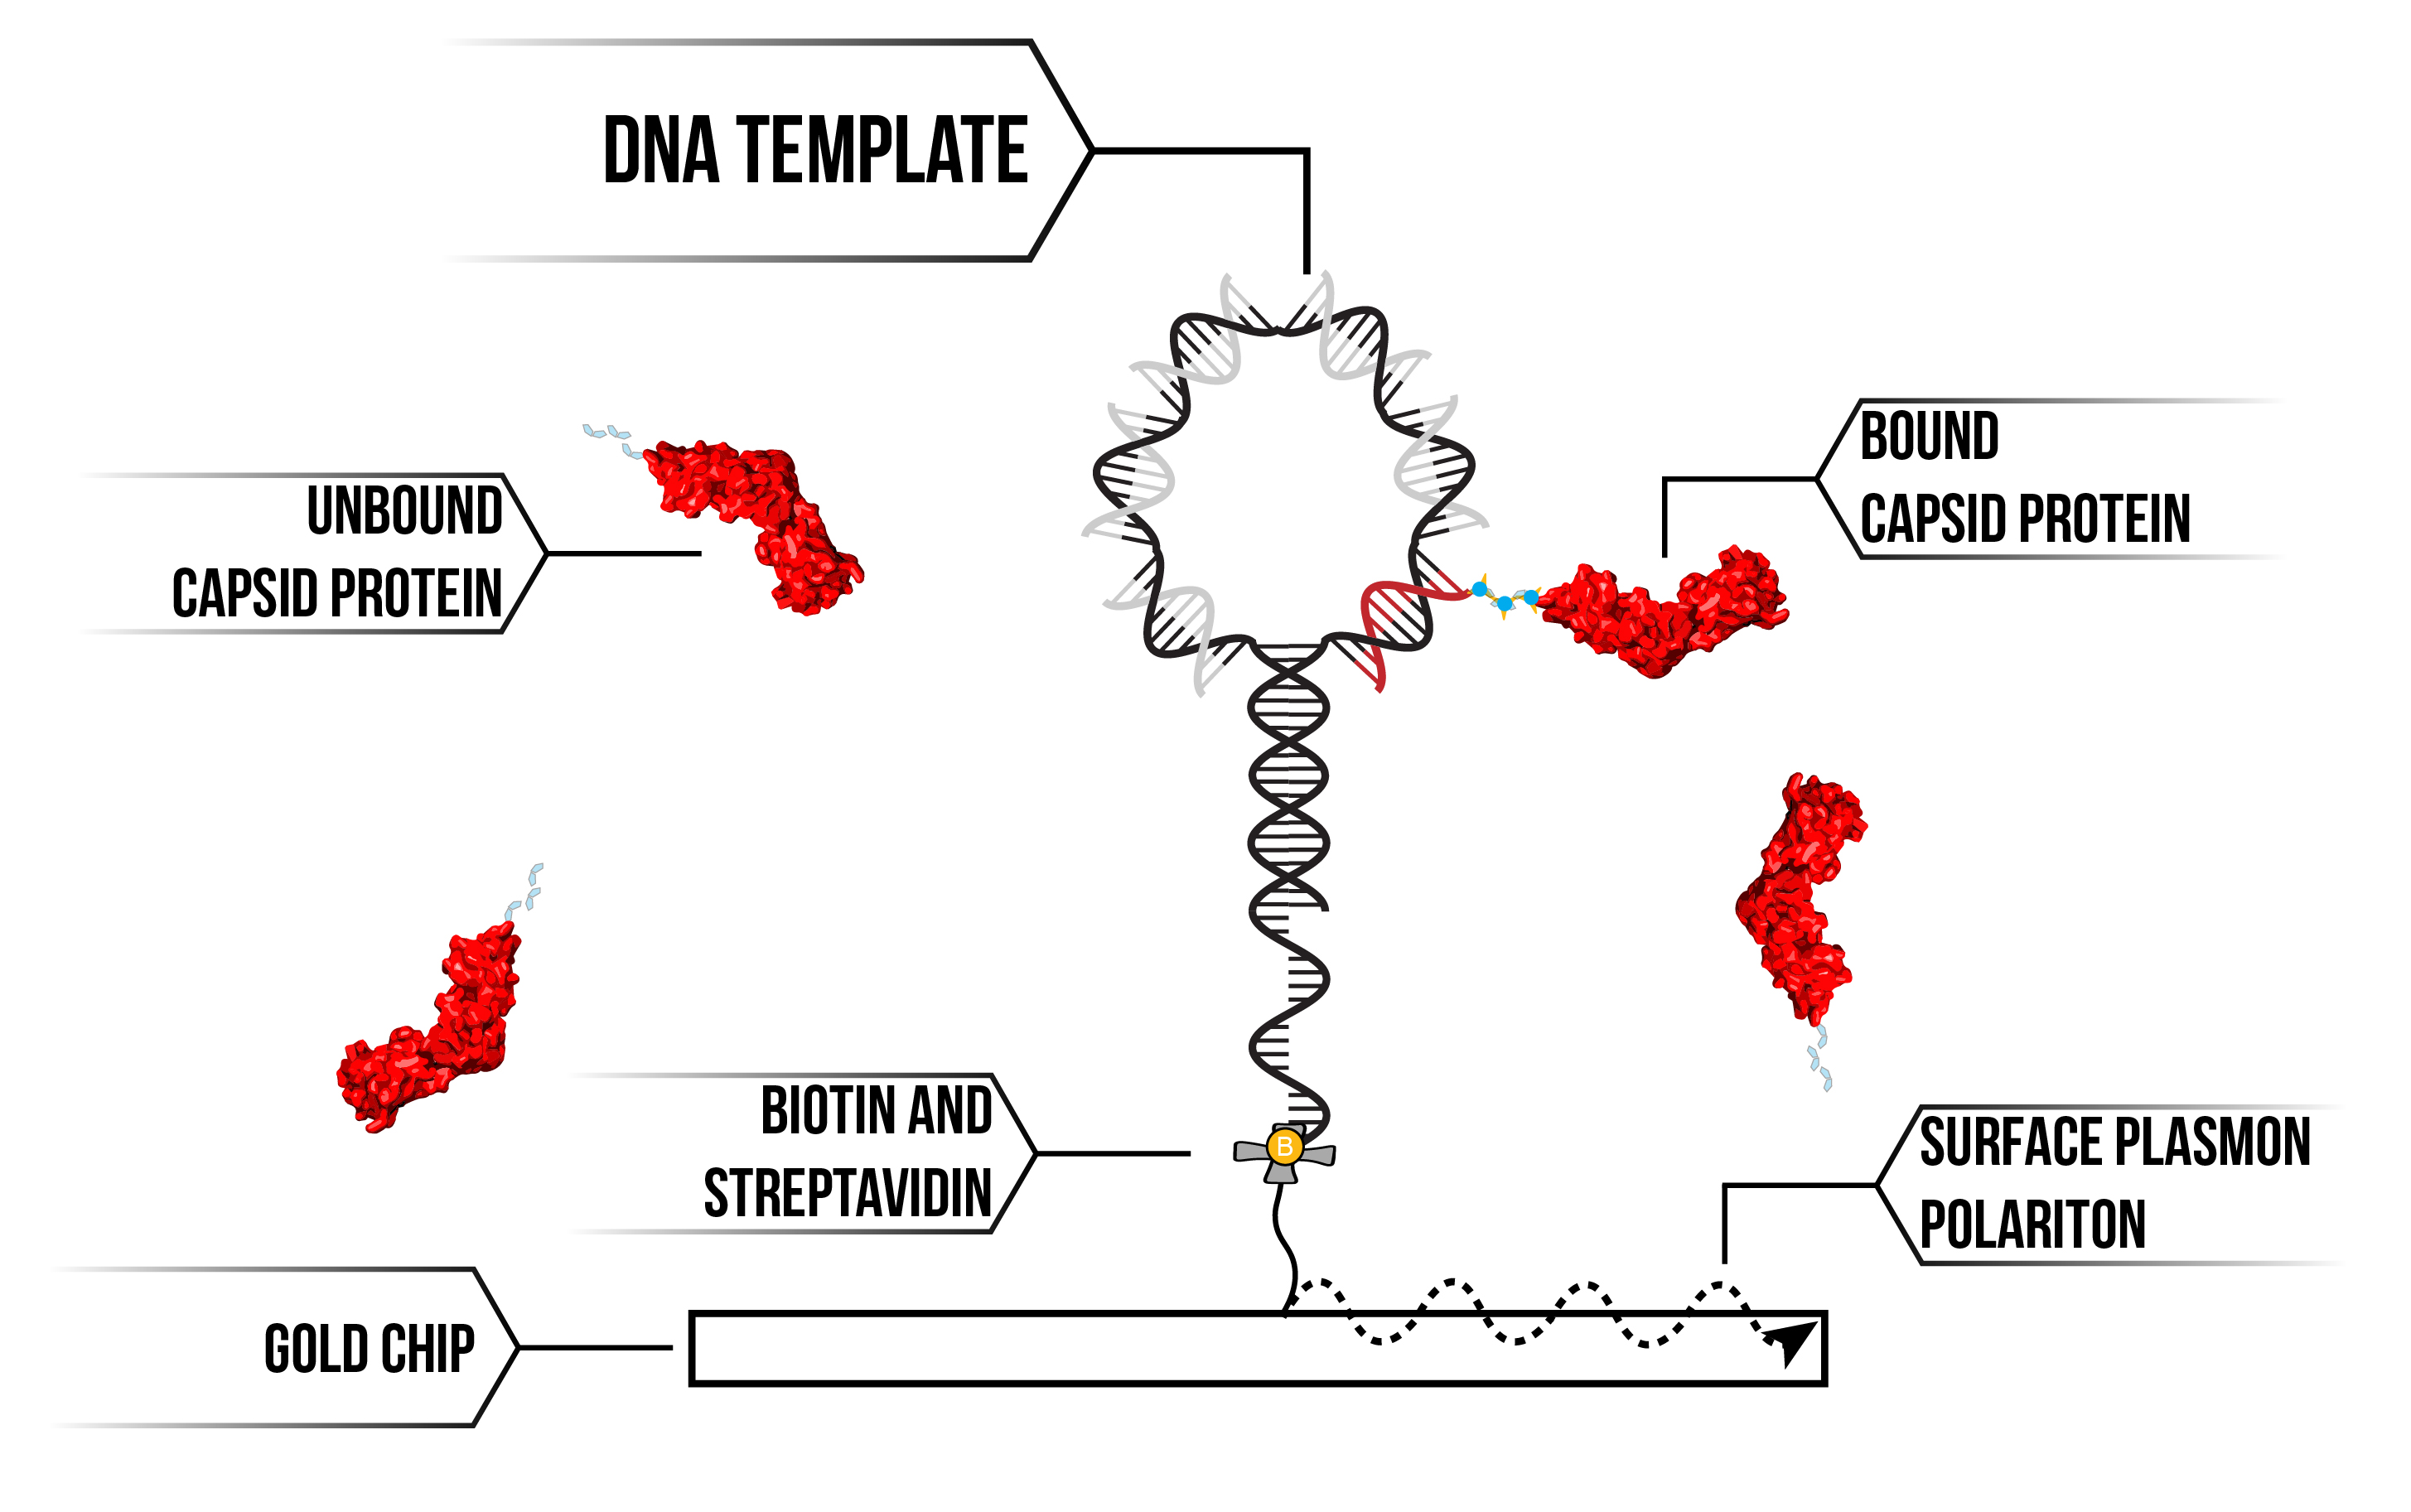 DNA TEMPLATE
BOUND
CAPSID PROTEIN
UNBOUND
CAPSID PROTEIN
BIOTIN AND
STREPTAVIDIN
B
SURFACE PLASMON
POLARITON
GOLD CHIP